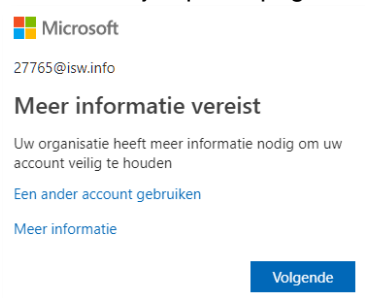 Microsoft
27765@isw.info
Meer informatie vereist
Uw organisatie heeft meer informatie nodig om uw
account veilig te houden
Een ander account gebruiken
Meer informatie
Volgende